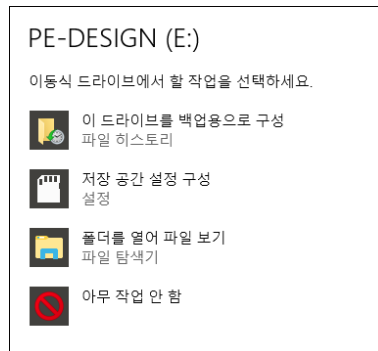 PE-DESIGN (E:)
이동식 드라이브에서 할 작업을 선택하세요.
이 드라이브를 백업용으로 구성
파일 히스토리
저장 공간 설정 구성
설정
폴더를 열어 파일 보기
파일 탐색기
아무 작업 안 함